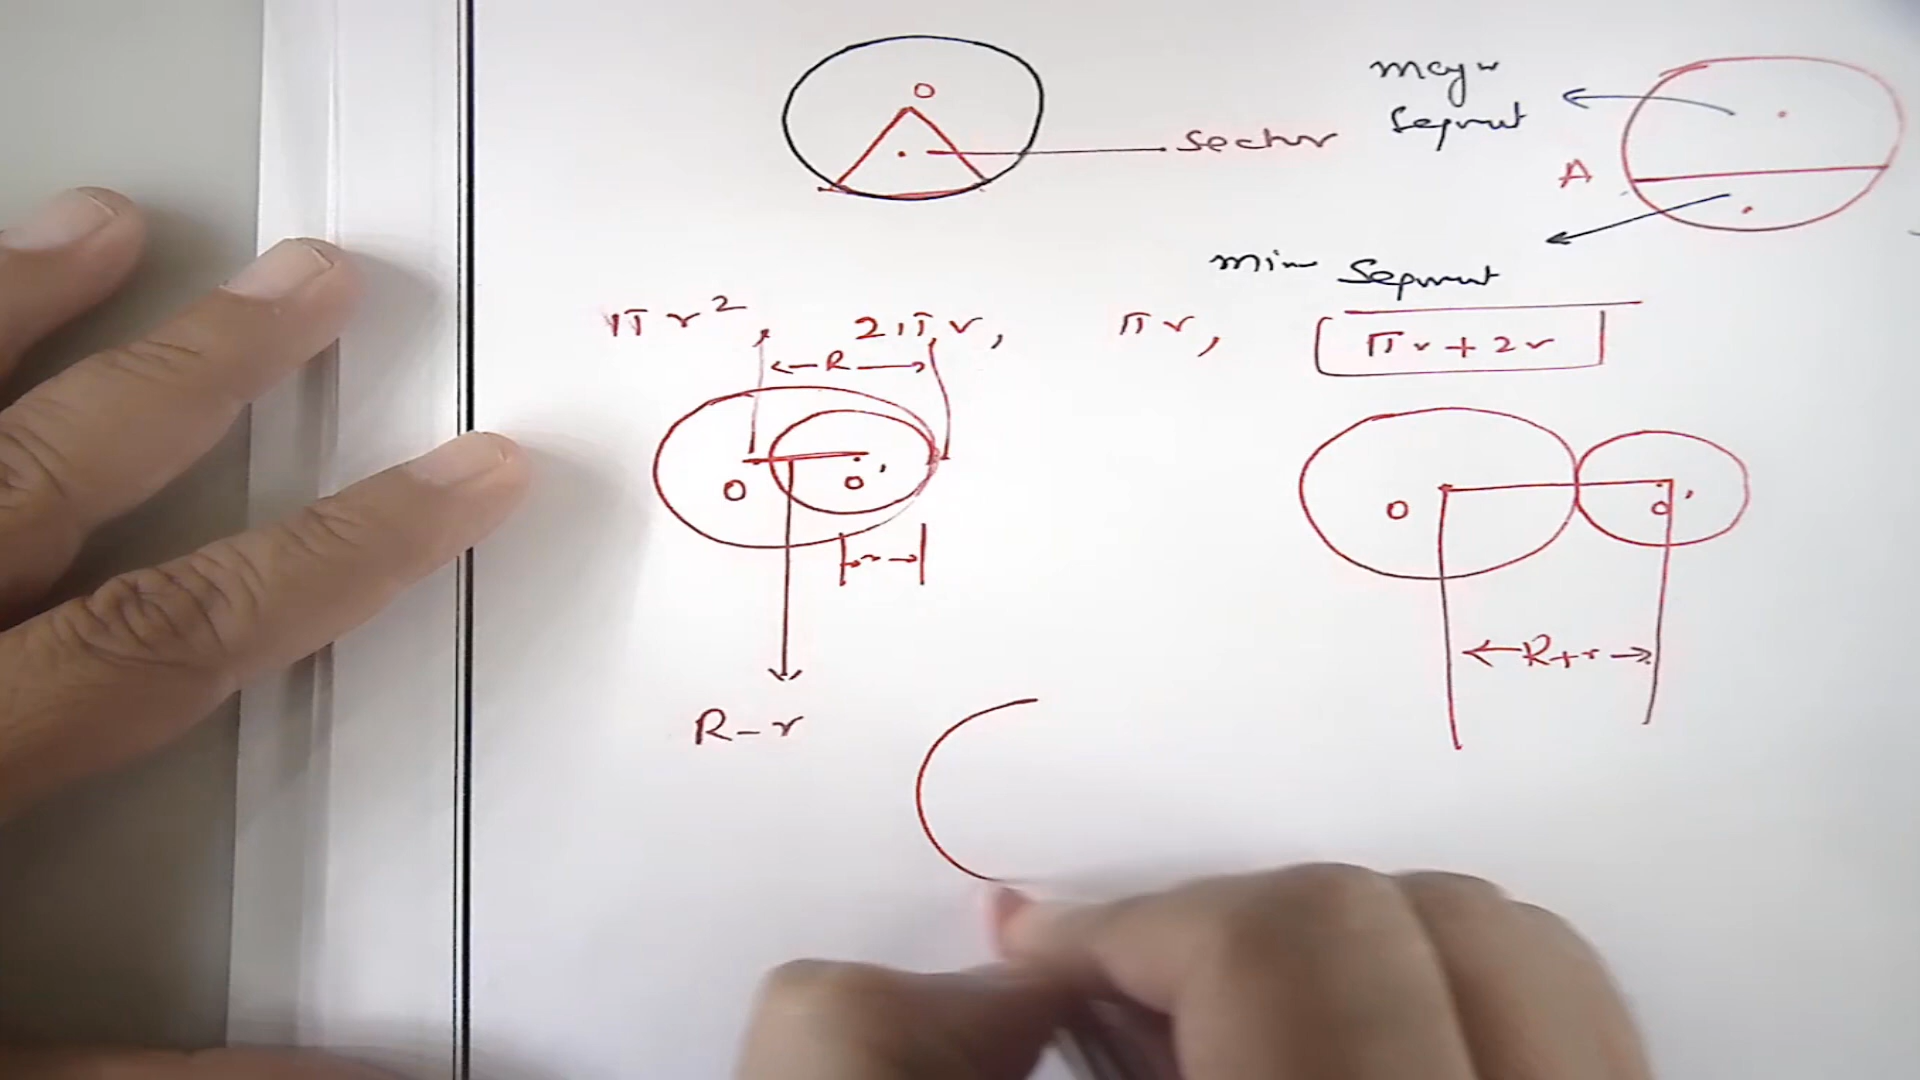 O
Sector
Major
Segment
A
Minor Segment
πr², 2πr, πr, πr+2r
R
O O'
r
R-r
O O'
R+r